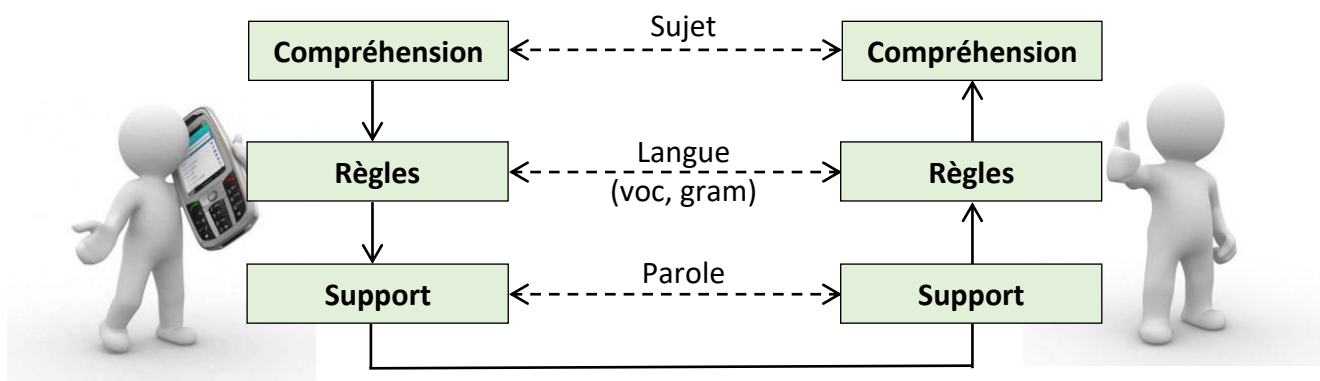 Sujet
Compréhension Compréhension
Langue
Règles Règles
(voc, gram)
Parole
Support Support